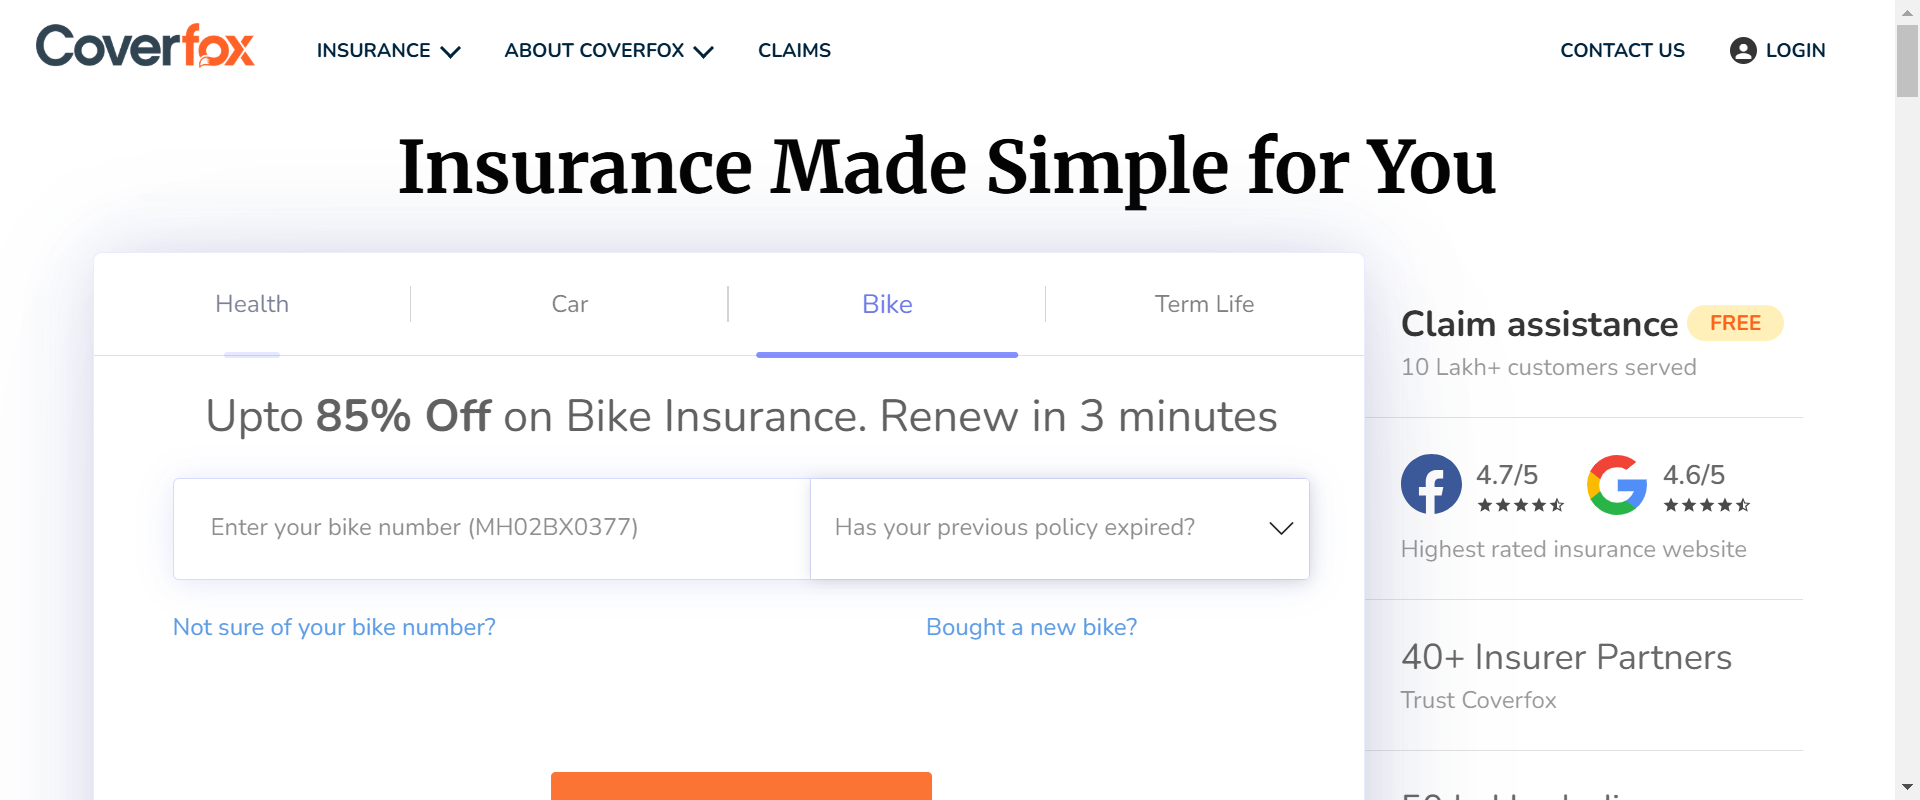 Coverfox
INSURANCE
ABOUT COVERFOX
CLAIMS
CONTACT US
LOGIN
Insurance Made Simple for You
Health
Car
Bike
Term Life
Upto 85% Off on Bike Insurance. Renew in 3 minutes
Enter your bike number (MH02BX0377)
Has your previous policy expired?
Not sure of your bike number?
Bought a new bike?
Claim assistance FREE
10 Lakh+ customers served
4.7/5
4.6/5
Highest rated insurance website
40+ Insurer Partners
Trust Coverfox